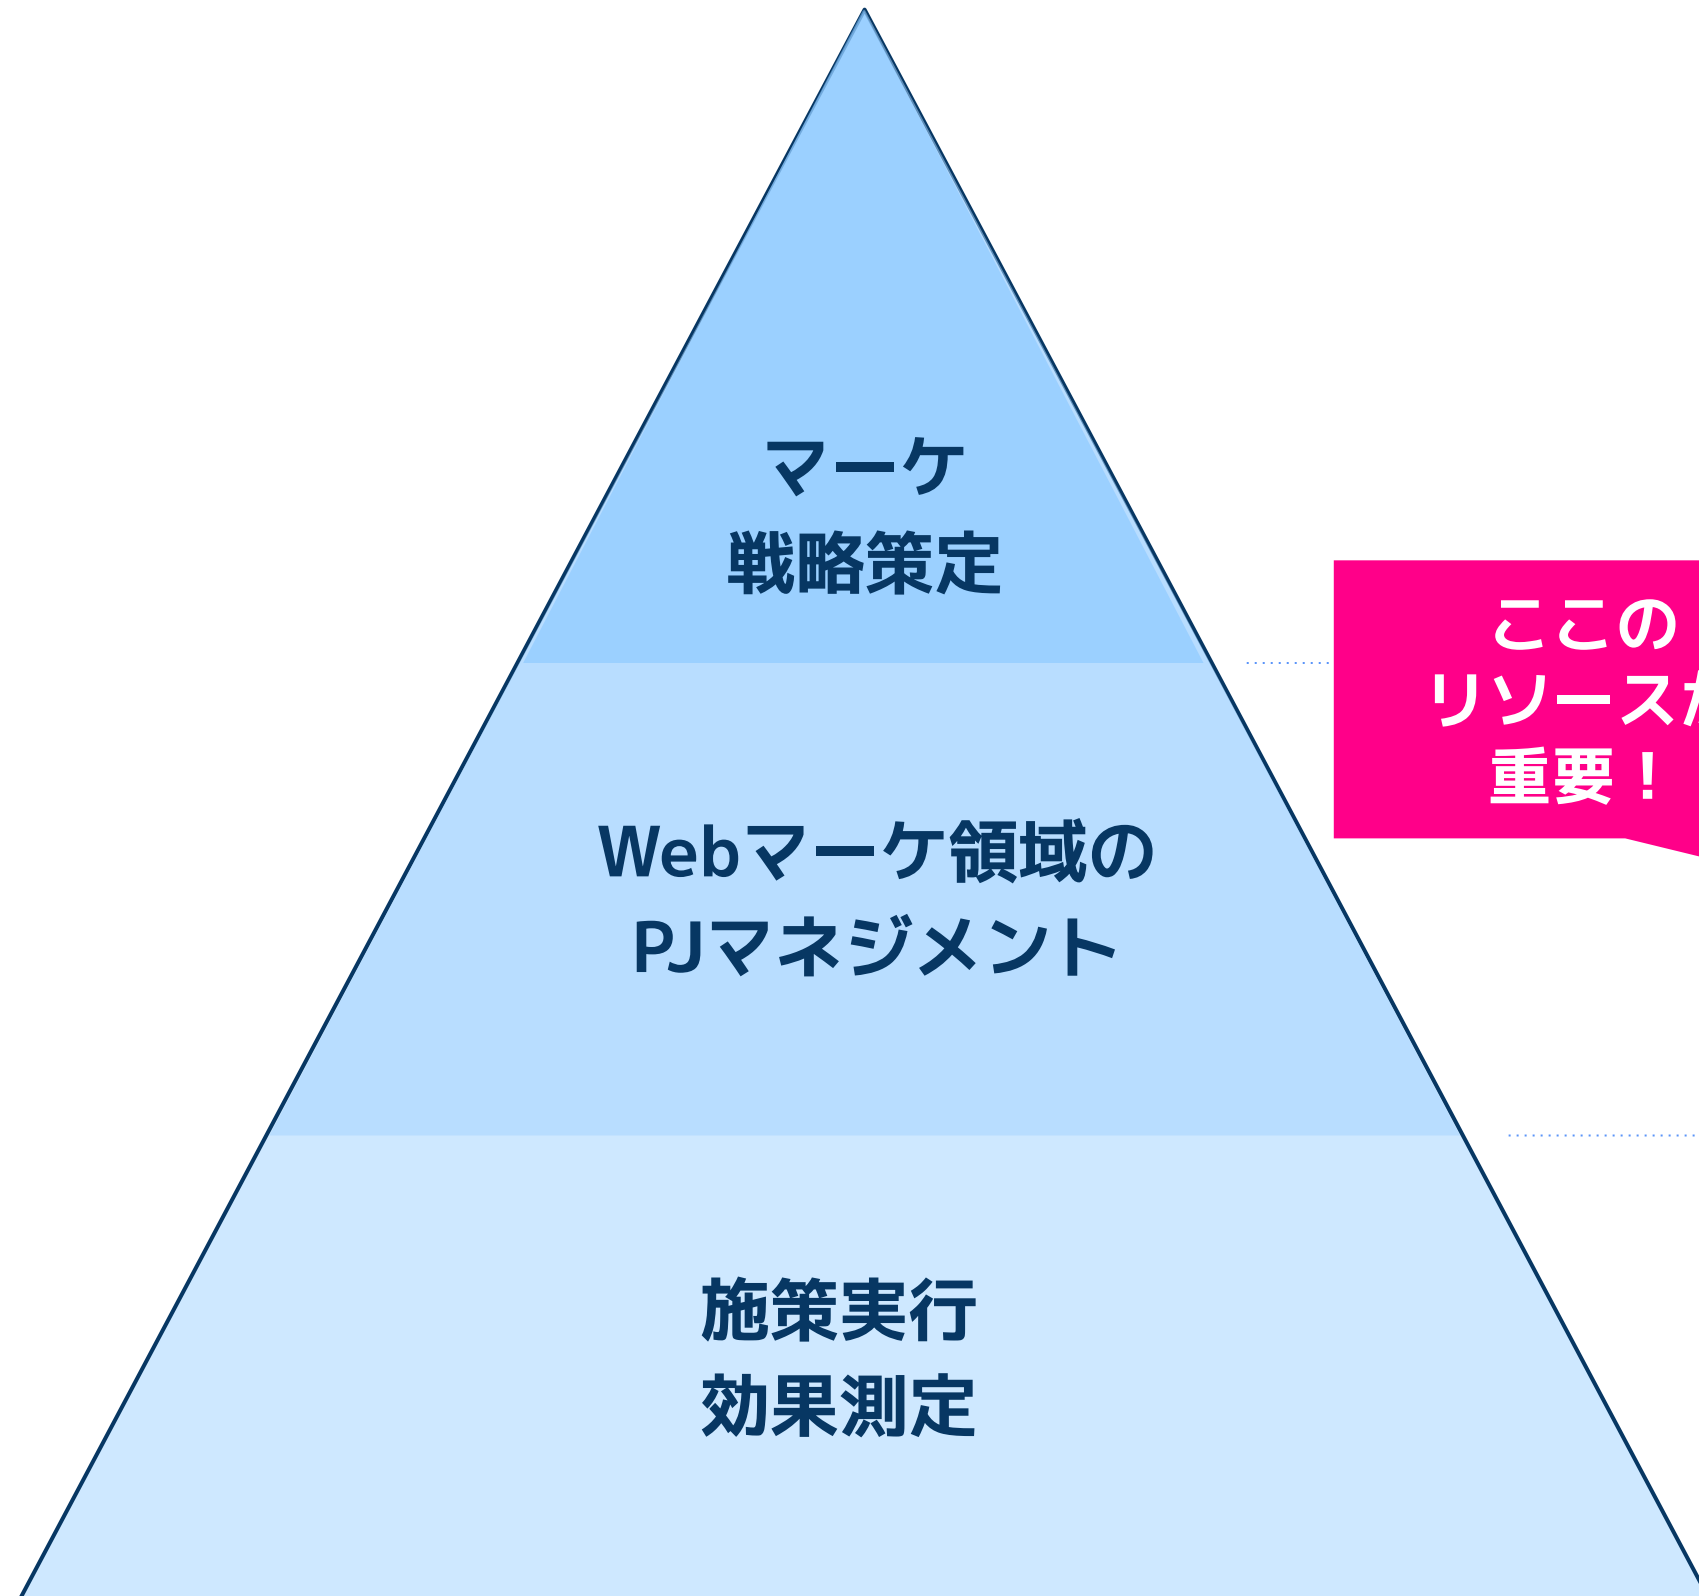 マーケ
戦略策定
ここの
リソースが
重要！
Webマーケ領域の
PJマネジメント
施策実行
効果測定